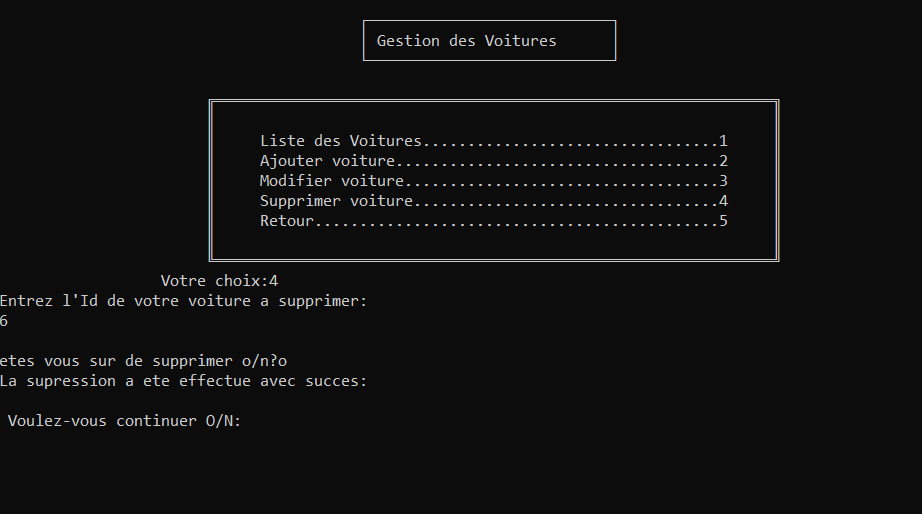 Gestion des Voitures
Liste des Voitures.................................1
Ajouter voiture....................................2
Modifier voiture...................................3
Supprimer voiture..................................4
Retour.............................................5
Votre choix:4
Entrez l'Id de votre voiture a supprimer:
6
etes vous sur de supprimer o/n?o
La supression a ete effectue avec succes:
Voulez-vous continuer O/N: